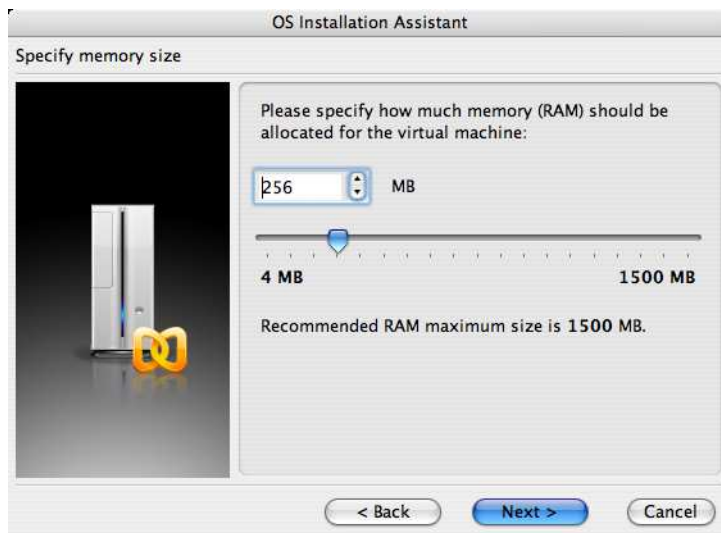 OS Installation Assistant
Specify memory size
Please specify how much memory (RAM) should be
allocated for the virtual machine:
256 MB
4 MB 1500 MB
Recommended RAM maximum size is 1500 MB.
< Back Next > Cancel